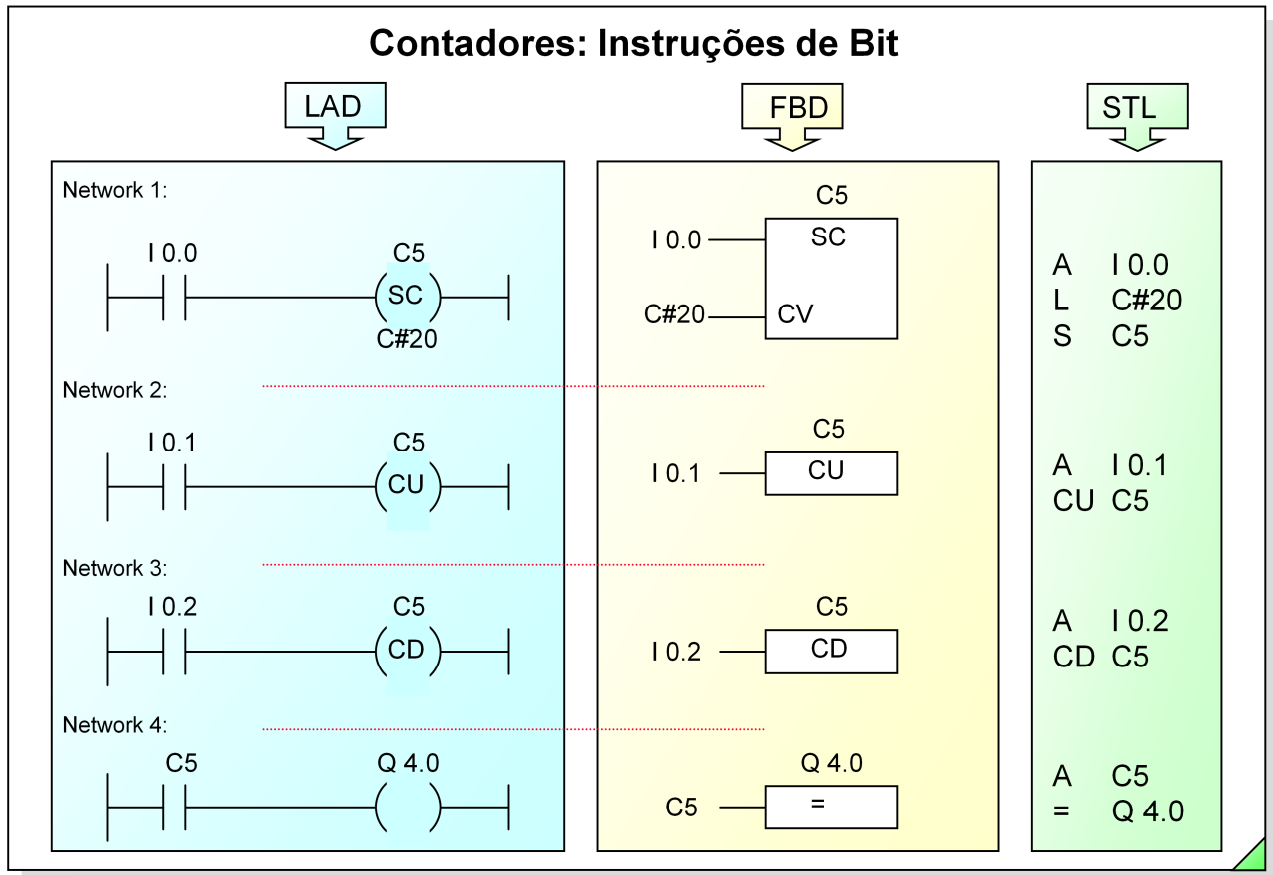 Contadores: Instruções de Bit
LAD
FBD
STL
Network 1:
I 0.0
C5
SC
C#20
Network 2:
I 0.1
C5
CU
Network 3:
I 0.2
C5
CD
Network 4:
C5
Q 4.0
C5
I 0.0
SC
C#20
CV
C5
I 0.1
CU
C5
I 0.2
CD
Q 4.0
C5
=
A I 0.0
L C#20
S C5
A I 0.1
CU C5
A I 0.2
CD C5
A C5
= Q 4.0